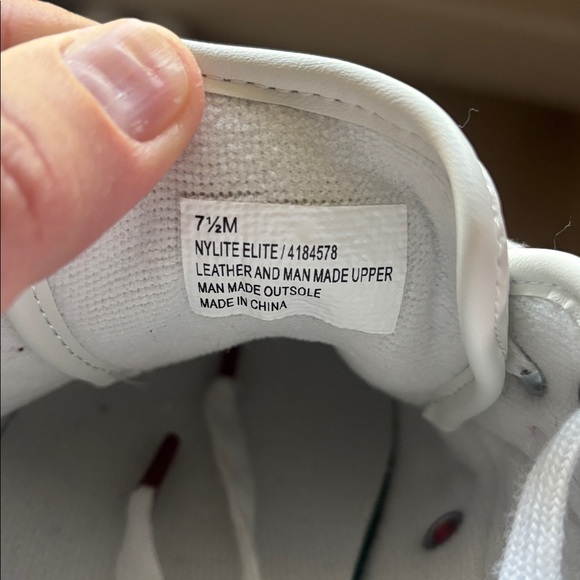 7½M
NYLITE ELITE / 4184578
LEATHER AND MAN MADE UPPER
MAN MADE OUTSOLE
MADE IN CHINA